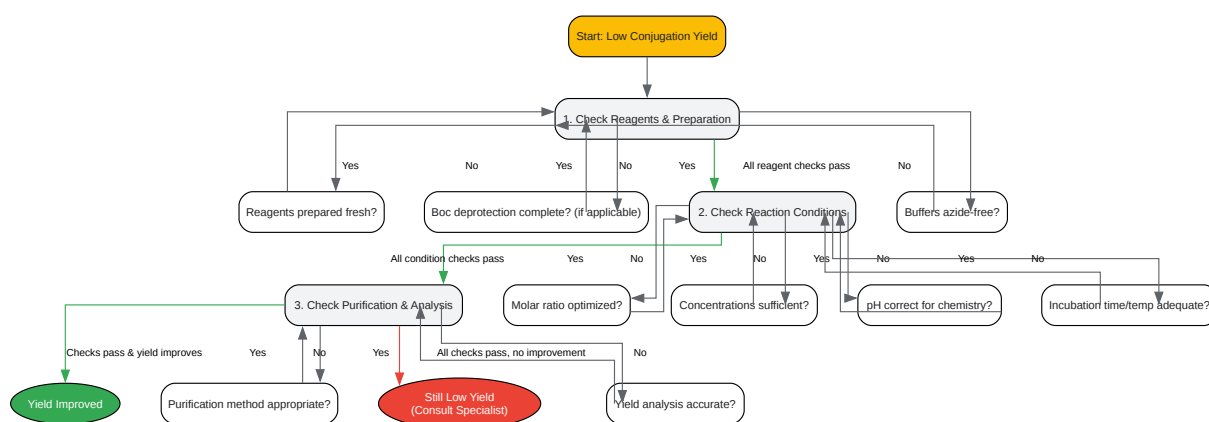 Start: Low Conjugation Yield
1. Check Reagents & Preparation
Yes
No
Yes
No
Yes
All reagent checks pass
No
Reagents prepared fresh?
Boc deprotection complete? (if applicable)
2. Check Reaction Conditions
Buffers azide-free?
All condition checks pass
Yes
No
Yes
No
Yes
No
Yes
No
3. Check Purification & Analysis
Molar ratio optimized?
Concentrations sufficient?
pH correct for chemistry?
Incubation time/temp adequate?
Checks pass & yield improves
Yes
No
Yes
All checks pass, no improvement
No
Yield Improved
Purification method appropriate?
Still Low Yield
(Consult Specialist)
Yield analysis accurate?